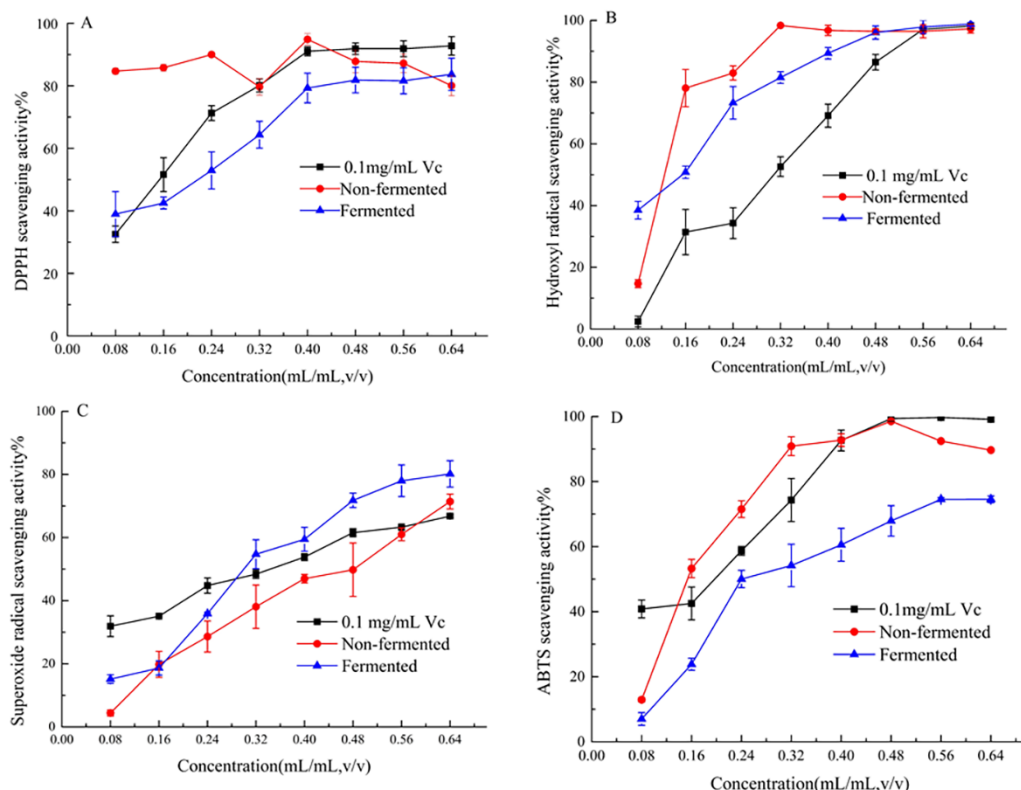 A
DPPH scavenging activity%
100
80
60
40
20
0
0.1mg/mL Vc
Non-fermented
Fermented
0.00 0.08 0.16 0.24 0.32 0.40 0.48 0.56 0.64
Concentration(mL/mL,v/v)
B
Hydroxyl radical scavenging activity%
100
80
60
40
20
0
0.1 mg/mL Vc
Non-fermented
Fermented
0.00 0.08 0.16 0.24 0.32 0.40 0.48 0.56 0.64
Concentration(mL/mL,v/v)
C
Superoxide radical scavenging activity%
100
80
60
40
20
0
0.1 mg/mL Vc
Non-fermented
Fermented
0.00 0.08 0.16 0.24 0.32 0.40 0.48 0.56 0.64
Concentration(mL/mL,v/v)
D
ABTS scavenging activity%
100
80
60
40
20
0
0.1mg/mL Vc
Non-fermented
Fermented
0.00 0.08 0.16 0.24 0.32 0.40 0.48 0.56 0.64
Concentration(mL/mL,v/v)